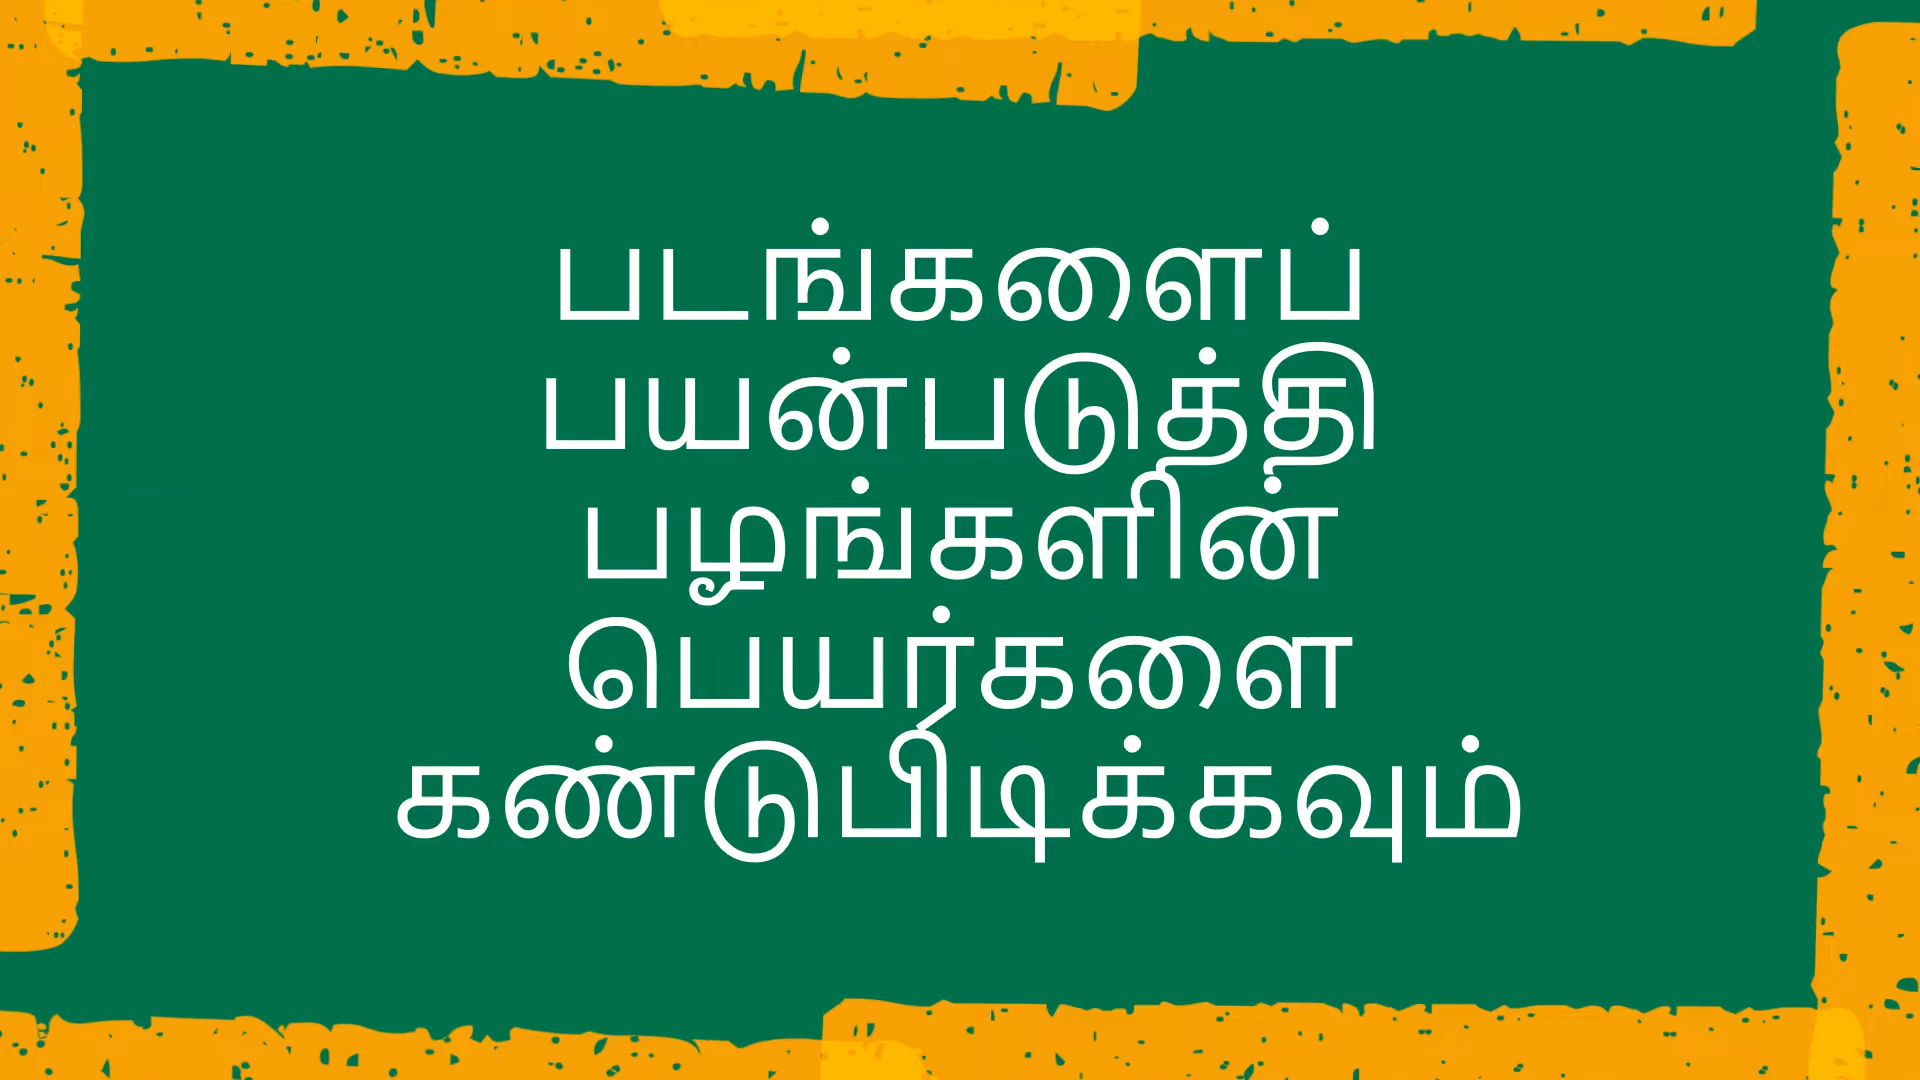 படங்களைப்
பயன்படுத்தி
பழங்களின்
பெயர்களை
கண்டுபிடிக்கவும்